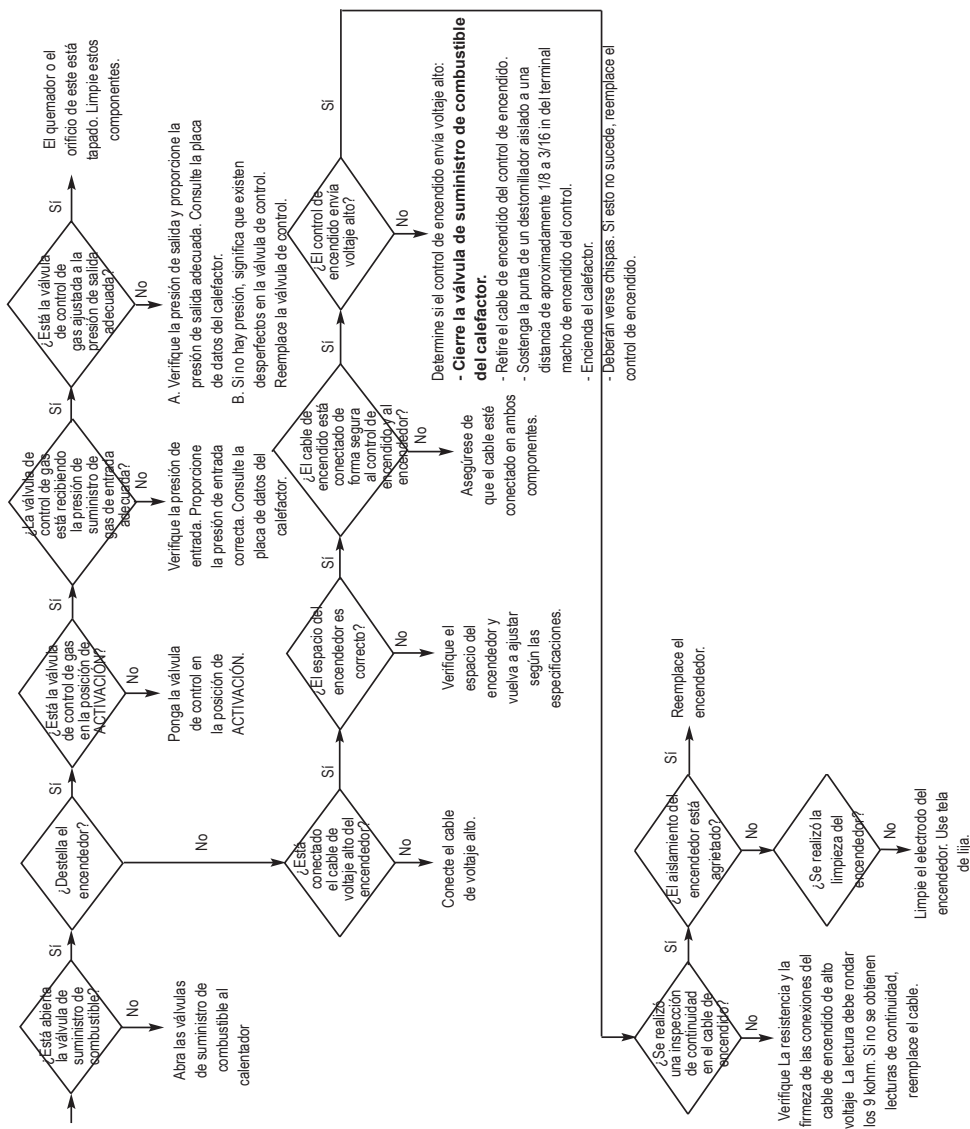 ¿Está abierta
la válvula de
suministro de
combustible?
Sí
No
Abra las válvulas
de suministro de
combustible al
calentador
¿Destella el
encendedor?
Sí
No
¿Está la válvula
de control de gas
en la posición de
ACTIVACIÓN?
Sí
No
Ponga la válvula
de control en
la posición de
ACTIVACIÓN.
¿La válvula de
control de gas
está recibiendo
la presión de
suministro de
gas de entrada
adecuada?
Sí
No
Verifique la presión de
entrada. Proporcione
la presión de entrada
correcta. Consulte la
placa de datos del
calefactor.
¿Está la válvula
de control de
gas ajustada a la
presión de salida
adecuada?
Sí
No
El quemador o el
orificio de este está
tapado. Limpie estos
componentes.
A. Verifique la presión de salida y proporcione la
presión de salida adecuada. Consulte la placa
de datos del calefactor.
B. Si no hay presión, significa que existen
desperfectos en la válvula de control.
Reemplace la válvula de control.
¿Está
conectado
el cable de
voltaje alto del
encendedor?
Sí
No
Conecte el cable
de voltaje alto.
¿El espacio del
encendedor es
correcto?
Sí
No
Verifique el
espacio del
encendedor y
vuelva a ajustar
según las
especificaciones.
¿El cable de
encendido está
conectado de
forma segura
al control de
encendido y al
encendedor?
Sí
No
Asegúrese de
que el cable esté
conectado en ambos
componentes.
¿El control de
encendido envía
voltaje alto?
Sí
No
Determine si el control de encendido envía voltaje alto:
- Cierre la válvula de suministro de combustible
del calefactor.
- Retire el cable de encendido del control de encendido.
- Sostenga la punta de un destornillador aislado a una
distancia de aproximadamente 1/8 a 3/16 in del terminal
macho de encendido del control.
- Encienda el calefactor.
- Deberán verse chispas. Si esto no sucede, reemplace el
control de encendido.
¿Se realizó
una inspección
de continuidad
en el cable de
encendido?
Sí
No
Verifique La resistencia y la
firmeza de las conexiones del
cable de encendido de alto
voltaje La lectura debe rondar
los 9 kohm. Si no se obtienen
lecturas de continuidad,
reemplace el cable.
¿El aislamiento del
encendedor está
agrietado?
Sí
No
Reemplace el
encendedor.
¿Se realizó la
limpieza del
encendedor?
No
Limpie el electrodo del
encendedor. Use tela
de lija.